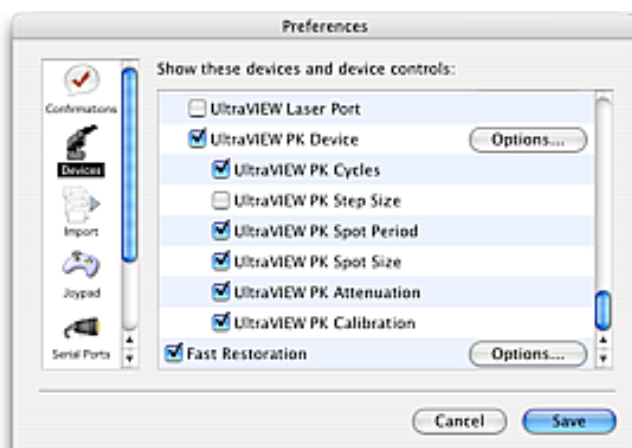 Preferences
Show these devices and device controls:
Confirmations
Devices
Import
Joypad
Serial Ports
UltraVIEW Laser Port
UltraVIEW PK Device
Options...
UltraVIEW PK Cycles
UltraVIEW PK Step Size
UltraVIEW PK Spot Period
UltraVIEW PK Spot Size
UltraVIEW PK Attenuation
UltraVIEW PK Calibration
Fast Restoration
Options...
Cancel
Save